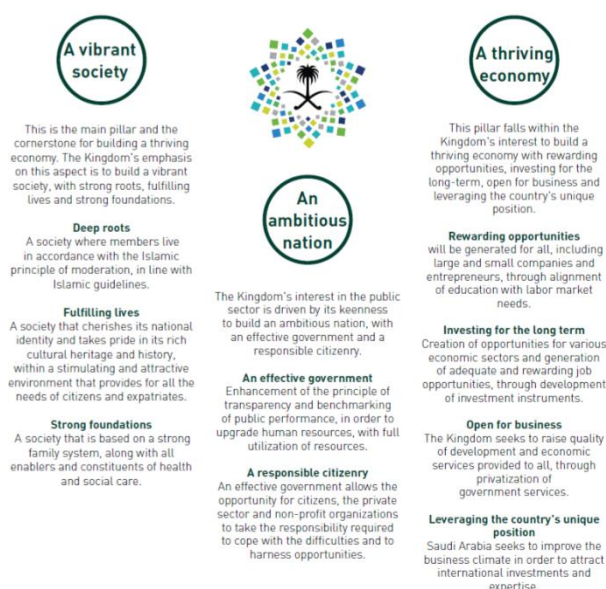 A vibrant
society
This is the main pillar and the
cornerstone for building a thriving
economy. The Kingdom's emphasis
on this aspect is to build a vibrant
society, with strong roots, fulfilling
lives and strong foundations.
Deep roots
A society where members live
in accordance with the Islamic
principle of moderation, in line with
Islamic guidelines.
Fulfilling lives
A society that cherishes its national
identity and takes pride in its rich
cultural heritage and history,
within a stimulating and attractive
environment that provides for all the
needs of citizens and expatriates.
Strong foundations
A society that is based on a strong
family system, along with all
enablers and constituents of health
and social care.
An
ambitious
nation
The Kingdom's interest in the public
sector is driven by its keenness
to build an ambitious nation, with
an effective government and a
responsible citizenry.
An effective government
Enhancement of the principle of
transparency and benchmarking
of public performance, in order to
upgrade human resources, with full
utilization of resources.
A responsible citizenry
An effective government allows the
opportunity for citizens, the private
sector and non-profit organizations
to take the responsibility required
to cope with the difficulties and to
harness opportunities.
A thriving
economy
This pillar falls within the
Kingdom's interest to build a
thriving economy with rewarding
opportunities, investing for the
long-term, open for business and
leveraging the country's unique
position.
Rewarding opportunities
will be generated for all, including
large and small companies and
entrepreneurs, through alignment
of education with labor market
needs.
Investing for the long term
Creation of opportunities for various
economic sectors and generation
of adequate and rewarding job
opportunities, through development
of investment instruments.
Open for business
The Kingdom seeks to raise quality
of development and economic
services provided to all, through
privatization of
government services.
Leveraging the country's unique
position
Saudi Arabia seeks to improve the
business climate in order to attract
international investments and
expertise.